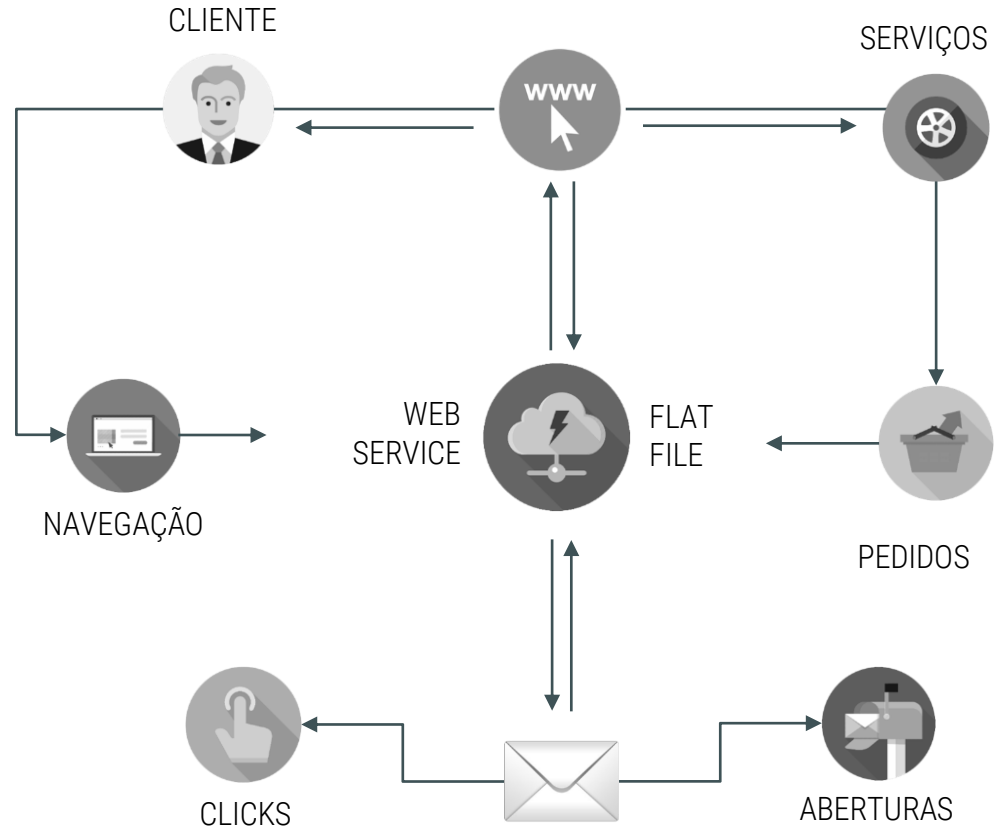 CLIENTE
SERVIÇOS
WWW
WEB
SERVICE
FLAT
FILE
NAVEGAÇÃO
PEDIDOS
CLICKS
ABERTURAS